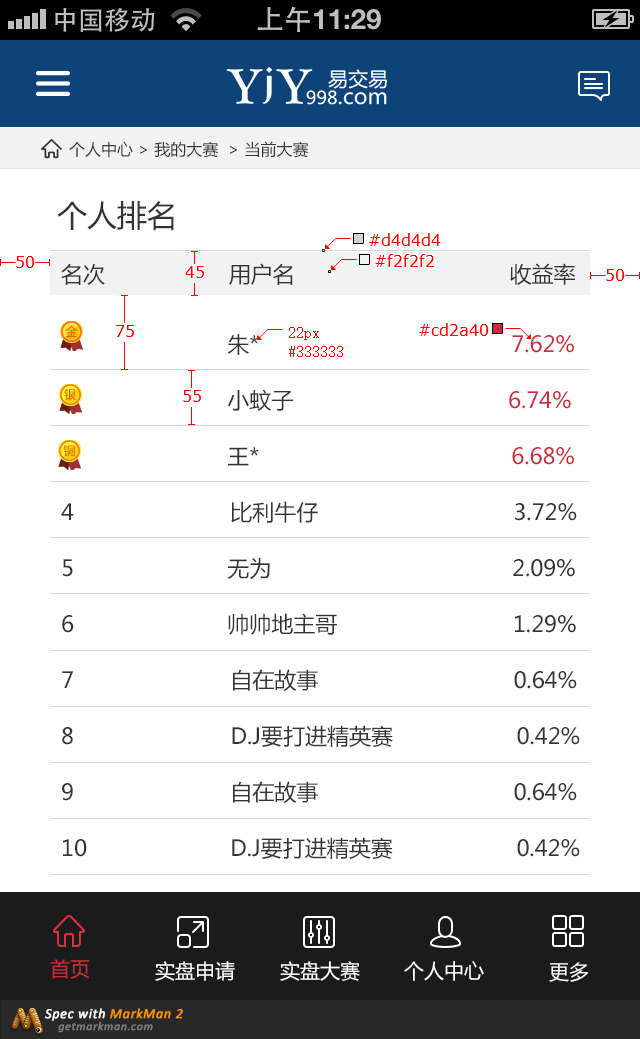 中国移动 上午11:29
YjY易交易998.com
个人中心 > 我的大赛 > 当前大赛
个人排名
#d4d4d4
50 名次 45 用户名 #f2f2f2 收益率 50
金 75 朱* 22px #333333 #cd2a40 7.62%
银 55 小蚊子 6.74%
铜 王* 6.68%
4 比利牛仔 3.72%
5 无为 2.09%
6 帅帅地主哥 1.29%
7 自在故事 0.64%
8 D.J要打进精英赛 0.42%
9 自在故事 0.64%
10 D.J要打进精英赛 0.42%
首页 实盘申请 实盘大赛 个人中心 更多
Spec with MarkMan 2
getmarkman.com